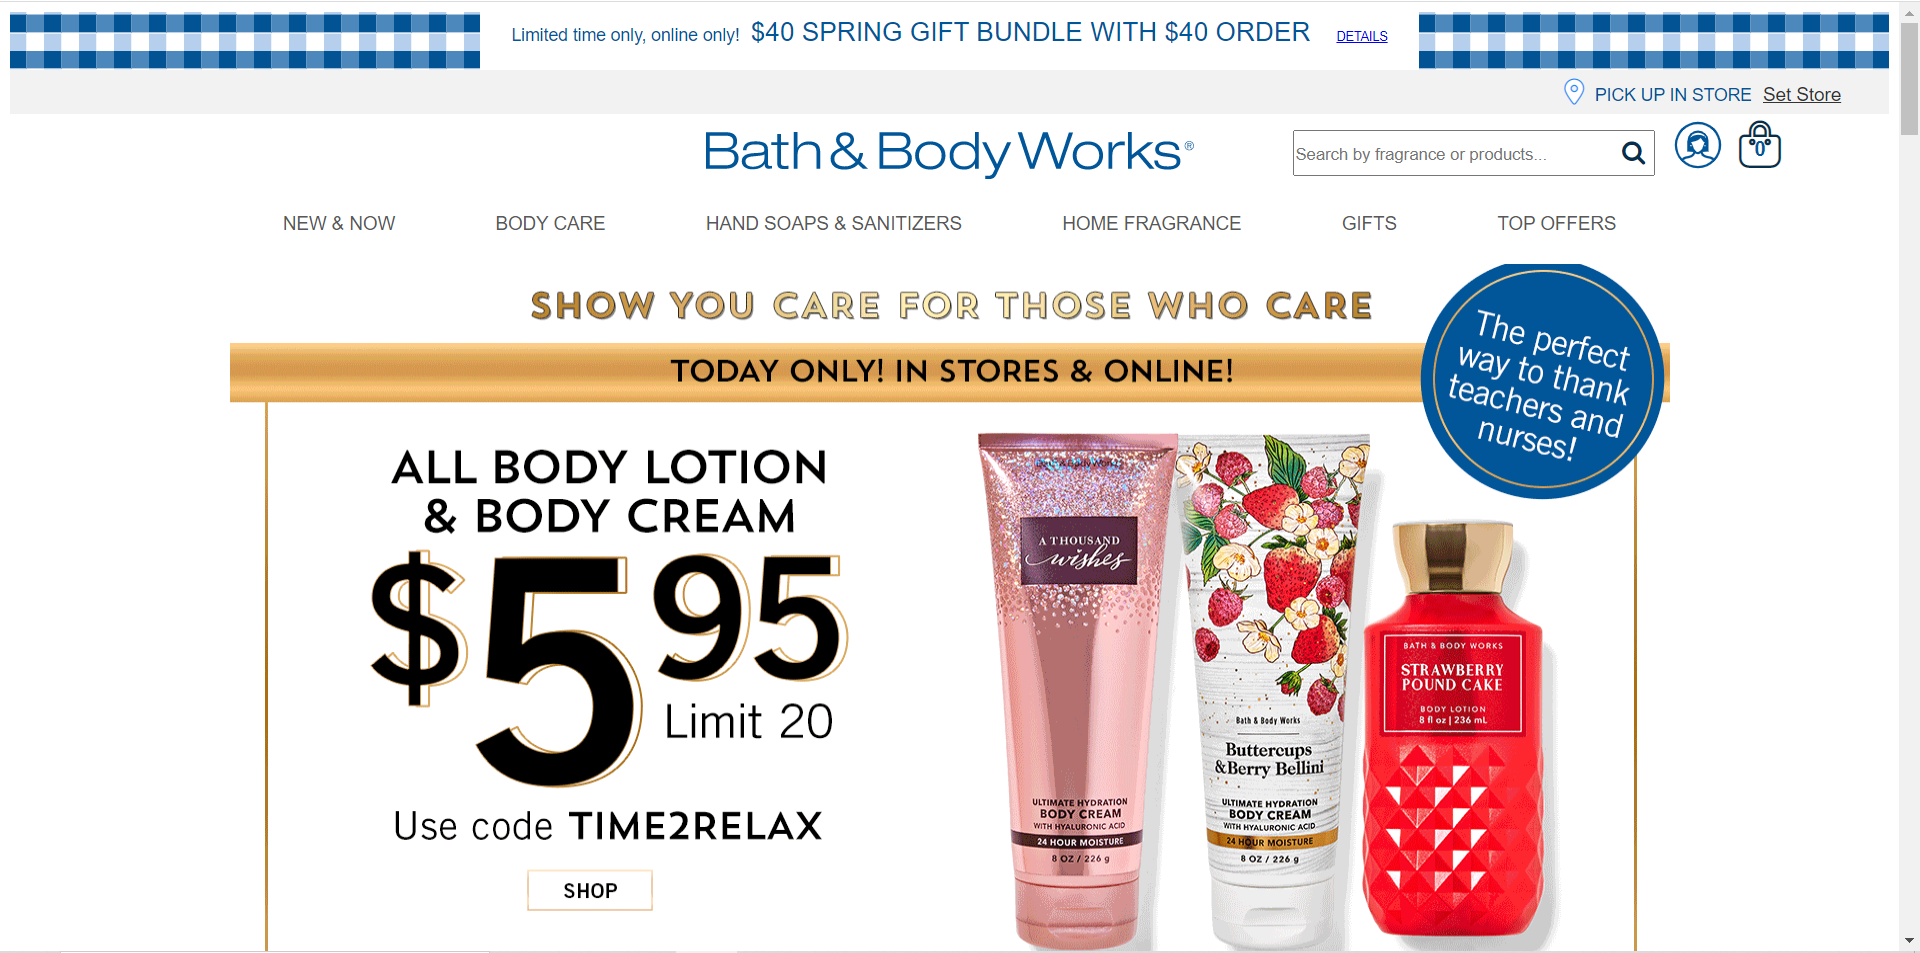 Limited time only, online only! $40 SPRING GIFT BUNDLE WITH $40 ORDER DETAILS
PICK UP IN STORE Set Store
Bath & Body Works®
Search by fragrance or products...
0
NEW & NOW BODY CARE HAND SOAPS & SANITIZERS HOME FRAGRANCE GIFTS TOP OFFERS
SHOW YOU CARE FOR THOSE WHO CARE
TODAY ONLY! IN STORES & ONLINE!
The perfect
way to thank
teachers and
nurses!
ALL BODY LOTION
& BODY CREAM
$5.95
Limit 20
Use code TIME2RELAX
SHOP
Bath & Body Works
A THOUSAND
wishes
ULTIMATE HYDRATION
BODY CREAM
WITH HYALURONIC ACID
24 HOUR MOISTURE
8 OZ / 226 g
Bath & Body Works
Buttercups
& Berry Bellini
ULTIMATE HYDRATION
BODY CREAM
WITH HYALURONIC ACID
24 HOUR MOISTURE
8 OZ / 226 g
BATH & BODY WORKS
STRAWBERRY
POUND CAKE
BODY LOTION
8 fl oz | 236 mL